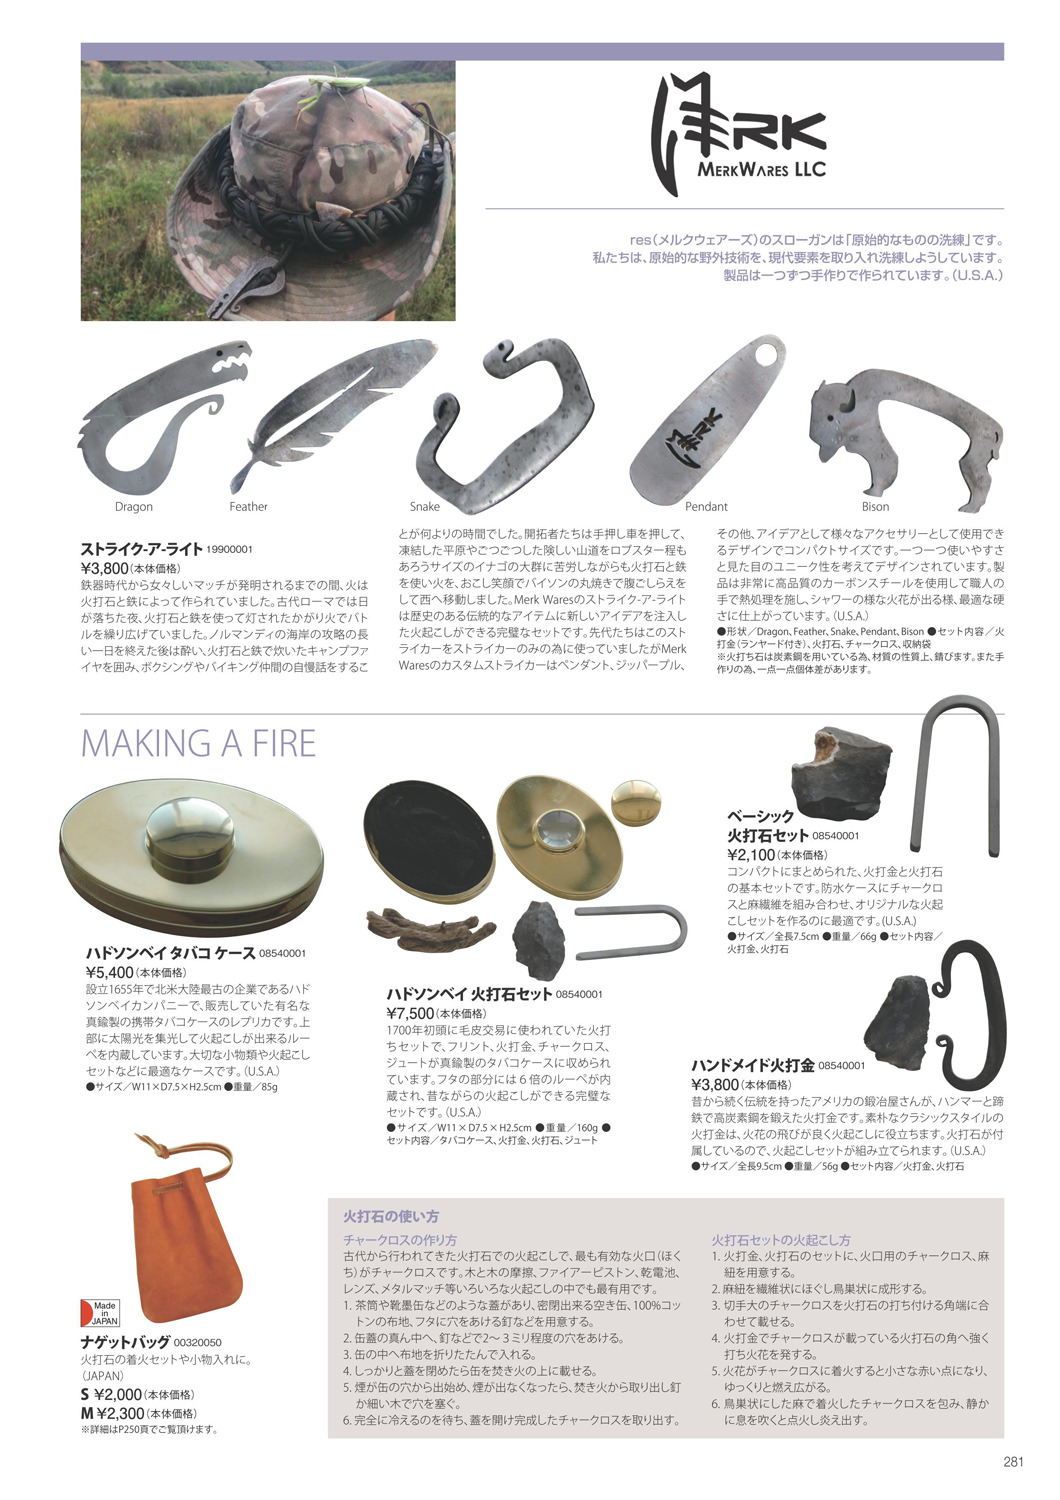 MERK
MERKWARES LLC
res（メルクウェアーズ）のスローガンは「原始的なものの洗練」です。
私たちは、原始的な野外技術を、現代要素を取り入れ洗練しようしています。
製品は一つずつ手作りで作られています。（U.S.A.）
Dragon
Feather
Snake
Pendant
Bison
ストライク-ア-ライト 19900001
¥3,800（本体価格）
鉄器時代から女々しいマッチが発明されるまでの間、火は
火打石と鉄によって作られていました。古代ローマでは日
が落ちた夜、火打石と鉄を使って灯されたかがり火でバト
ルを繰り広げていました。ノルマンディの海岸の攻略の長
い一日を終えた後は酔い、火打石と鉄で炊いたキャンプファ
イヤを囲み、ボクシングやバイキング仲間の自慢話をするこ
とが何よりの時間でした。開拓者たちは手押し車を押して、
凍結した平原やごつごつした険しい山道をロブスター程も
あろうサイズのイナゴの大群に苦労しながらも火打石と鉄
を使い火を、おこし笑顔でバイソンの丸焼きで腹ごしらえを
して西へ移動しました。Merk Waresのストライク-ア-ライト
は歴史のある伝統的なアイテムに新しいアイデアを注入し
た火起こしができる完璧なセットです。先代たちはこのスト
ライカーをストライカーのみの為に使っていましたがMerk
Waresのカスタムストライカーはペンダント、ジッパープル、
その他、アイデアとして様々なアクセサリーとして使用でき
るデザインでコンパクトサイズです。一つ一つ使いやすさ
と見た目のユニーク性を考えてデザインされています。製
品は非常に高品質のカーボンスチールを使用して職人の
手で熱処理を施し、シャワーの様な火花が出る様、最適な硬
さに仕上がっています。（U.S.A.）
●形状／Dragon、Feather、Snake、Pendant、Bison ●セット内容／火
打金（ランヤード付き）、火打石、チャークロス、収納袋
※火打ち石は炭素鋼を用いている為、材質の性質上、錆びます。また手
作りの為、一点一点個体差があります。
MAKING A FIRE
ハドソンベイ タバコ ケース 08540001
¥5,400（本体価格）
設立1655年で北米大陸最古の企業であるハド
ソンベイカンパニーで、販売していた有名な
真鍮製の携帯タバコケースのレプリカです。上
部に太陽光を集光して火起こしが出来るルー
ペを内蔵しています。大切な小物類や火起こし
セットなどに最適なケースです。（U.S.A.）
●サイズ／W11×D7.5×H2.5cm ●重量／85g
ハドソンベイ 火打石セット 08540001
¥7,500（本体価格）
1700年初頭に毛皮交易に使われていた火打
ちセットで、フリント、火打金、チャークロス、
ジュートが真鍮製のタバコケースに収められ
ています。フタの部分には６倍のルーペが内
蔵され、昔ながらの火起こしができる完璧な
セットです。（U.S.A.）
●サイズ／W11×D7.5×H2.5cm ●重量／160g ●
セット内容／タバコケース、火打金、火打石、ジュート
ベーシック
火打石セット 08540001
¥2,100（本体価格）
コンパクトにまとめられた、火打金と火打石
の基本セットです。防水ケースにチャークロ
スと麻繊維を組み合わせ、オリジナルな火起
こしセットを作るのに最適です。(U.S.A.)
●サイズ／全長7.5cm ●重量／66g ●セット内容／
火打金、火打石
ハンドメイド火打金 08540001
¥3,800（本体価格）
昔から続く伝統を持ったアメリカの鍛冶屋さんが、ハンマーと蹄
鉄で高炭素鋼を鍛えた火打金です。素朴なクラシックスタイルの
火打金は、火花の飛びが良く火起こしに役立ちます。火打石が付
属しているので、火起こしセットが組み立てられます。（U.S.A.）
●サイズ／全長9.5cm ●重量／56g ●セット内容／火打金、火打石
Made
in
JAPAN
ナゲットバッグ 00320050
火打石の着火セットや小物入れに。
（JAPAN）
S ¥2,000（本体価格）
M ¥2,300（本体価格）
※詳細はP250頁でご覧頂けます。
火打石の使い方
チャークロスの作り方
古代から行われてきた火打石での火起こしで、最も有効な火口（ほく
ち）がチャークロスです。木と木の摩擦、ファイアーピストン、乾電池、
レンズ、メタルマッチ等いろいろな火起こしの中でも最有用です。
1. 茶筒や靴墨缶などのような蓋があり、密閉出来る空き缶、100％コッ
トンの布地、フタに穴をあける釘などを用意する。
2. 缶蓋の真ん中へ、釘などで2〜３ミリ程度の穴をあける。
3. 缶の中へ布地を折りたたんで入れる。
4. しっかりと蓋を閉めたら缶を焚き火の上に載せる。
5. 煙が缶の穴から出始め、煙が出なくなったら、焚き火から取り出し釘
か細い木で穴を塞ぐ。
6. 完全に冷えるのを待ち、蓋を開け完成したチャークロスを取り出す。
火打石セットの火起こし方
1. 火打金、火打石のセットに、火口用のチャークロス、麻
紐を用意する。
2. 麻紐を繊維状にほぐし鳥巣状に成形する。
3. 切手大のチャークロスを火打石の打ち付ける角端に合
わせて載せる。
4. 火打金でチャークロスが載っている火打石の角へ強く
打ち火花を発する。
5. 火花がチャークロスに着火すると小さな赤い点になり、
ゆっくりと燃え広がる。
6. 鳥巣状にした麻で着火したチャークロスを包み、静か
に息を吹くと点火し炎え出す。
281